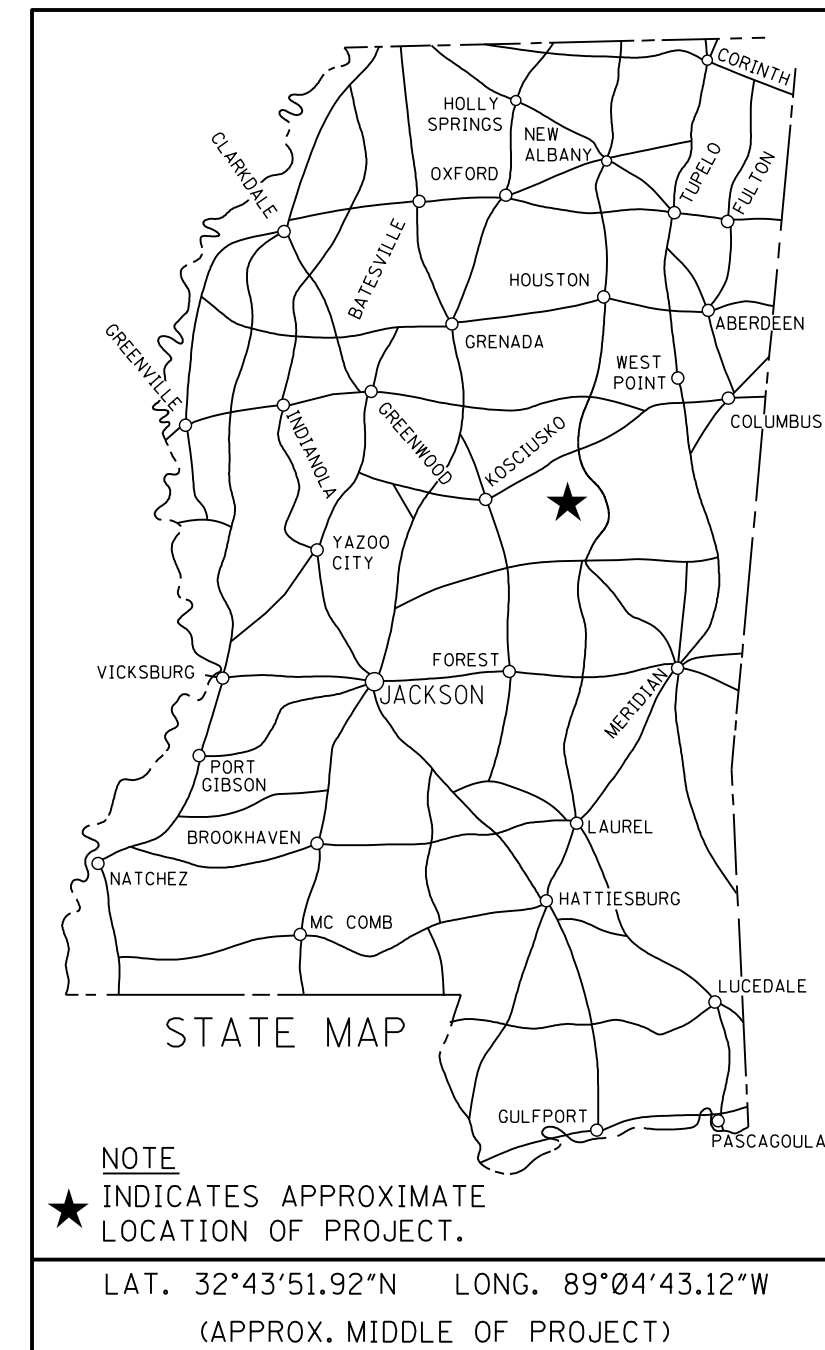 CORINTH
HOLLY
SPRINGS
NEW
ALBANY
CLARKDALE
OXFORD
TUPELO
FULTON
BATESVILLE
HOUSTON
ABERDEEN
GRENADA
GREENVILLE
WEST
POINT
COLUMBUS
INDIANOLA
GREENWOOD
KOSCIUSKO
YAZOO
CITY
VICKSBURG
FOREST
JACKSON
MERIDIAN
PORT
GIBSON
BROOKHAVEN
LAUREL
NATCHEZ
HATTIESBURG
MC COMB
LUCEDALE
STATE MAP
GULFPORT
PASCAGOULA
NOTE
INDICATES APPROXIMATE
LOCATION OF PROJECT.
LAT. 32°43'51.92"N LONG. 89°04'43.12"W
(APPROX. MIDDLE OF PROJECT)